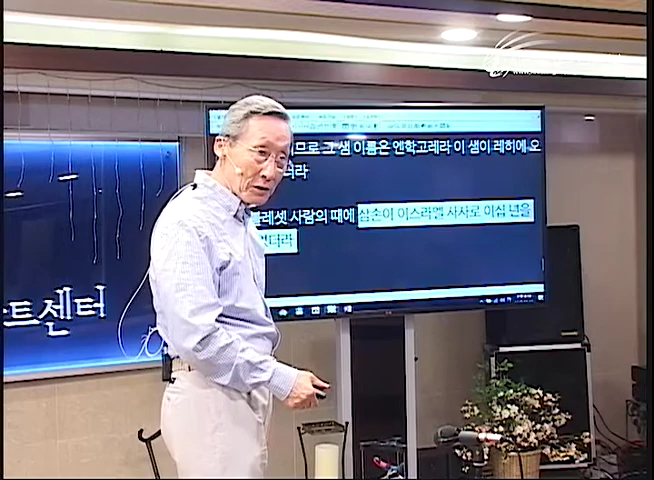 므로 그 샘 이름은 엔학고레라 이 샘이 레히에 오
더라
블레셋 사람의 때에 삼손이 이스라엘 사사로 이십 년을
더라
트센터